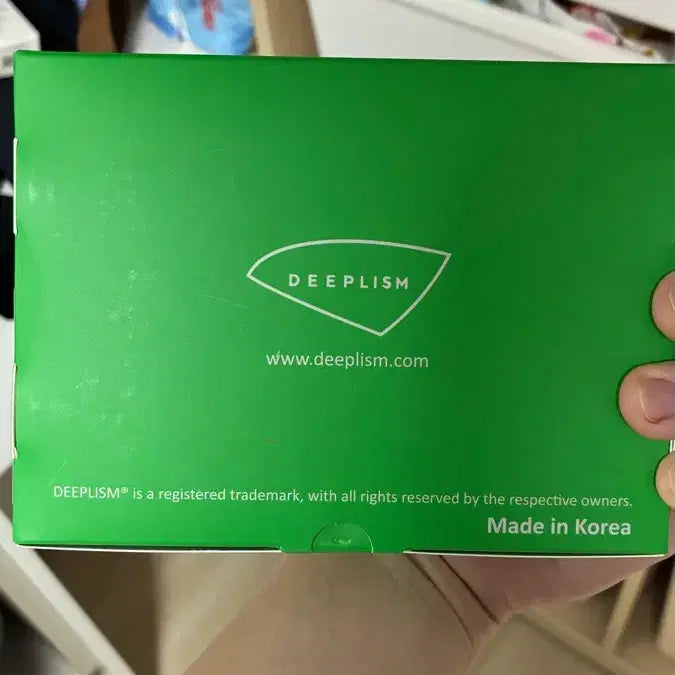 DEEPLISM
www.deeplism.com
DEEPLISM® is a registered trademark, with all rights reserved by the respective owners.
Made in Korea